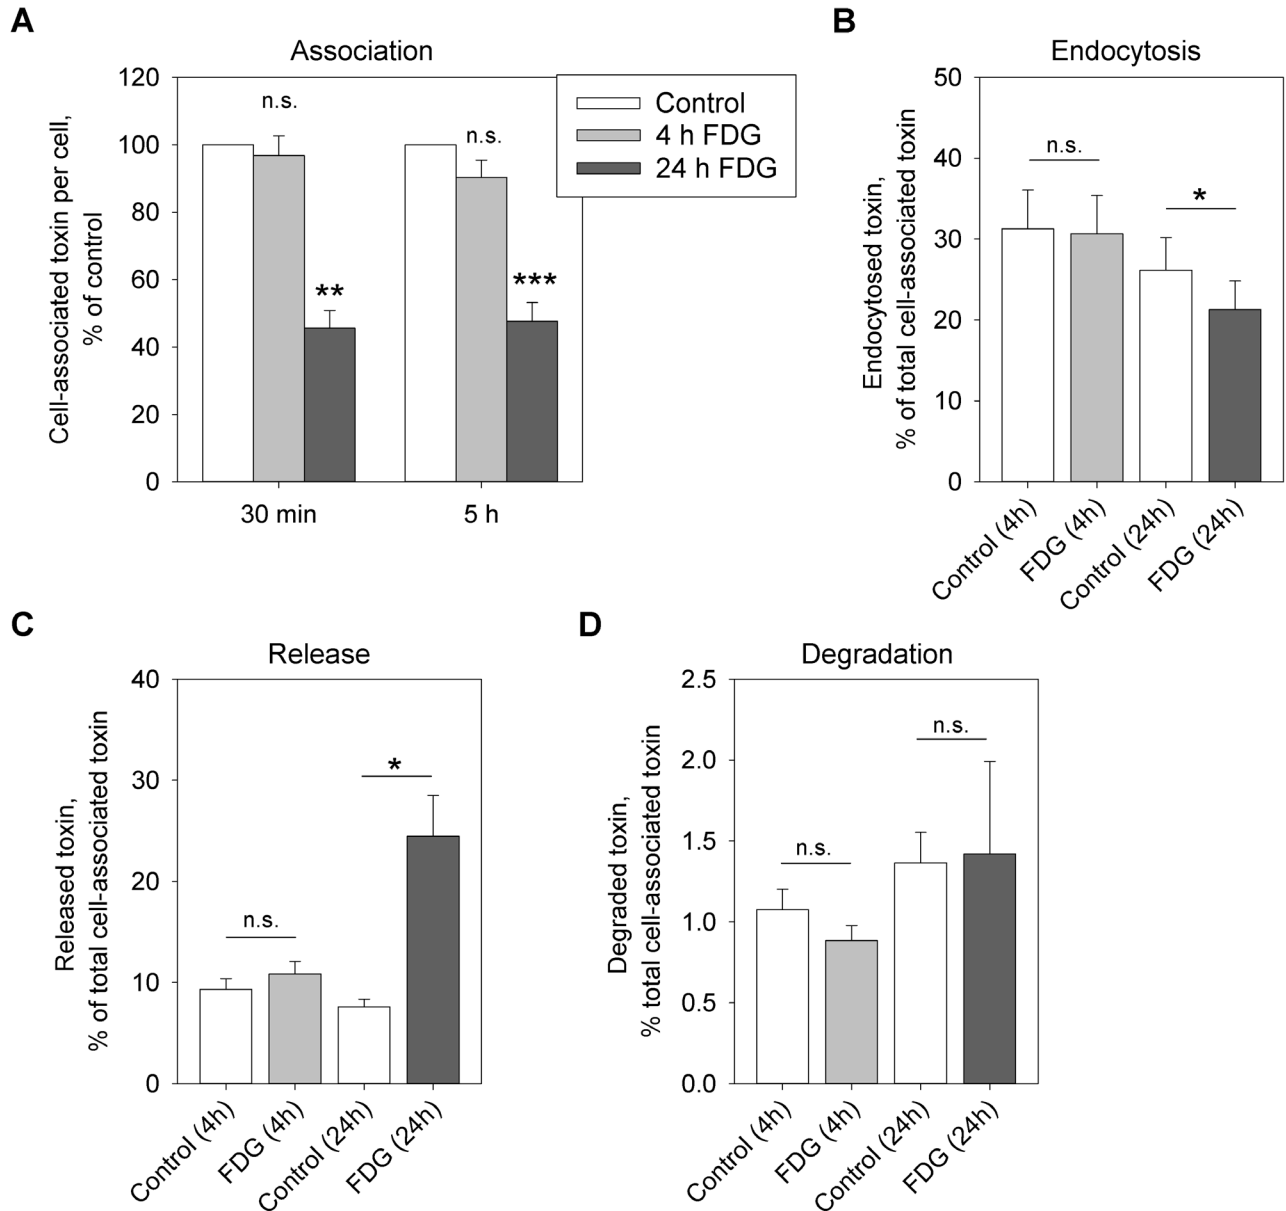 A
Association
Cell-associated toxin per cell,
% of control
120
100
80
60
40
20
0
n.s.
**
n.s.
***
30 min
5 h
Control
4 h FDG
24 h FDG
B
Endocytosis
Endocytosed toxin,
% of total cell-associated toxin
50
40
30
20
10
0
n.s.
*
Control (4h)
FDG (4h)
Control (24h)
FDG (24h)
C
Release
Released toxin,
% of total cell-associated toxin
40
30
20
10
0
n.s.
*
Control (4h)
FDG (4h)
Control (24h)
FDG (24h)
D
Degradation
Degraded toxin,
% total cell-associated toxin
2.5
2.0
1.5
1.0
0.5
0.0
n.s.
n.s.
Control (4h)
FDG (4h)
Control (24h)
FDG (24h)